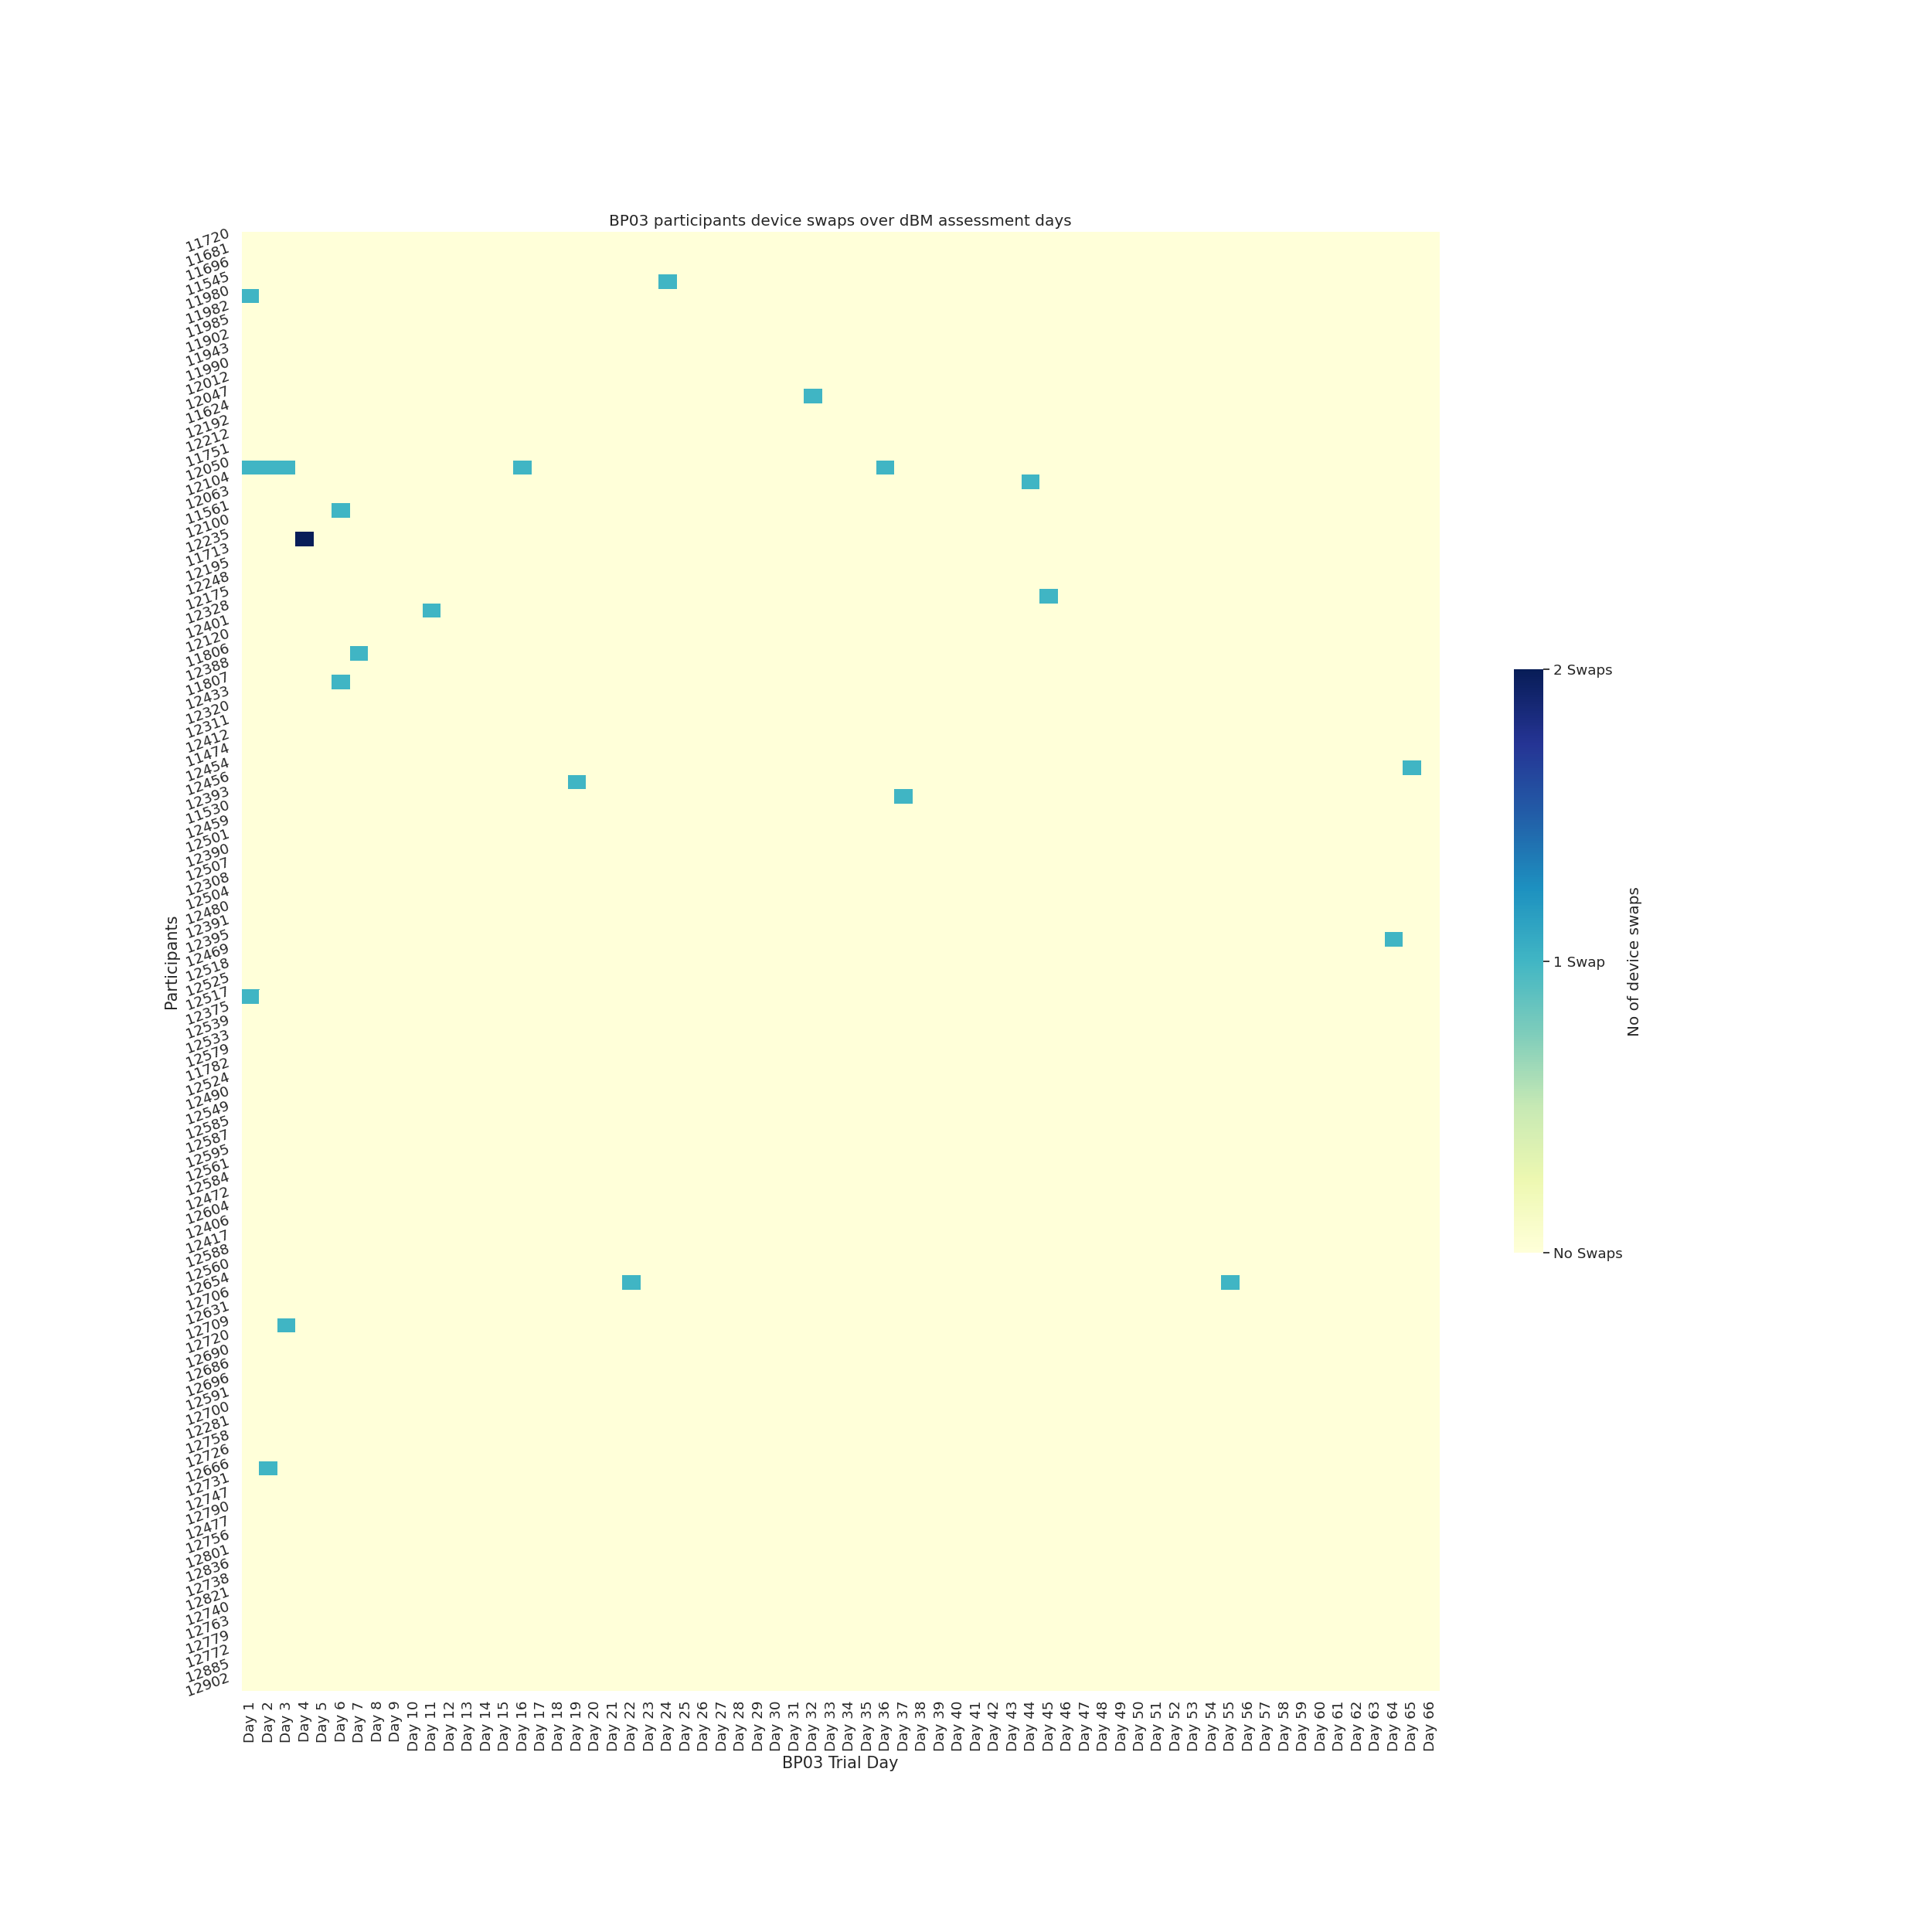 BP03 participants device swaps over dBM assessment days
11720
11681
11696
11545
11980
11982
11985
11902
11943
11990
12012
12047
11624
12192
12212
11751
12050
12104
12063
11561
12100
12235
11713
12195
12248
12175
12328
12401
12120
11806
12388
11807
12433
12320
12311
12412
11474
12454
12456
12393
11530
12459
12501
12390
12507
12308
12504
12480
12391
12395
12469
12518
12525
12517
12375
12539
12533
12579
11782
12524
12490
12549
12585
12587
12595
12561
12584
12472
12604
12406
12417
12588
12560
12654
12706
12631
12709
12720
12690
12686
12696
12591
12700
12281
12758
12726
12666
12731
12747
12790
12477
12756
12801
12836
12738
12821
12740
12763
12779
12772
12885
12902
Participants
Day 1
Day 2
Day 3
Day 4
Day 5
Day 6
Day 7
Day 8
Day 9
Day 10
Day 11
Day 12
Day 13
Day 14
Day 15
Day 16
Day 17
Day 18
Day 19
Day 20
Day 21
Day 22
Day 23
Day 24
Day 25
Day 26
Day 27
Day 28
Day 29
Day 30
Day 31
Day 32
Day 33
Day 34
Day 35
Day 36
Day 37
Day 38
Day 39
Day 40
Day 41
Day 42
Day 43
Day 44
Day 45
Day 46
Day 47
Day 48
Day 49
Day 50
Day 51
Day 52
Day 53
Day 54
Day 55
Day 56
Day 57
Day 58
Day 59
Day 60
Day 61
Day 62
Day 63
Day 64
Day 65
Day 66
BP03 Trial Day
2 Swaps
1 Swap
No Swaps
No of device swaps